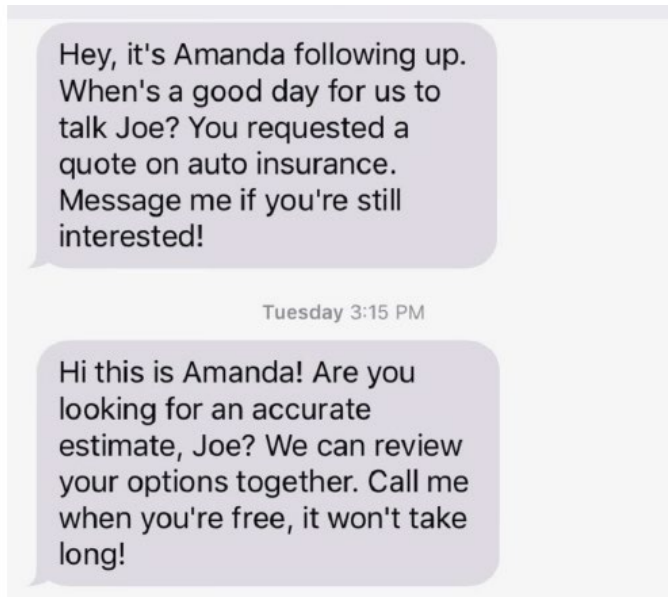 Hey, it's Amanda following up.
When's a good day for us to
talk Joe? You requested a
quote on auto insurance.
Message me if you're still
interested!
Tuesday 3:15 PM
Hi this is Amanda! Are you
looking for an accurate
estimate, Joe? We can review
your options together. Call me
when you're free, it won't take
long!